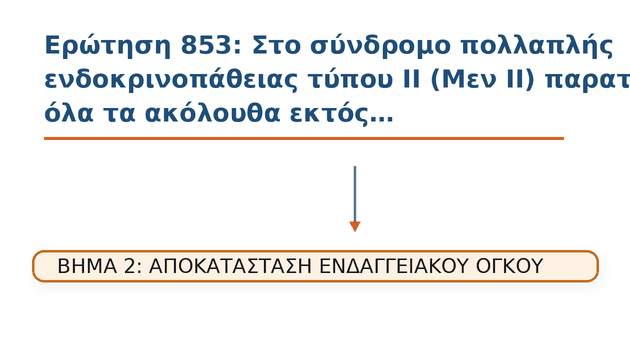 Ερώτηση 853: Στο σύνδρομο πολλαπλής
ενδοκρινοπάθειας τύπου ΙΙ (Μεν ΙΙ) παρατ
όλα τα ακόλουθα εκτός...
ΒΗΜΑ 2: ΑΠΟΚΑΤΑΣΤΑΣΗ ΕΝΔΑΓΓΕΙΑΚΟΥ ΟΓΚΟΥ